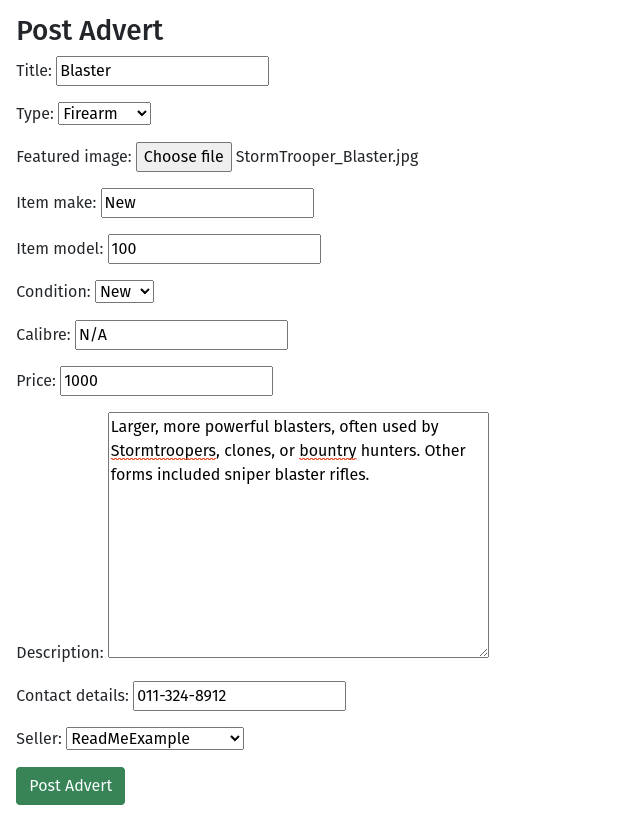 Post Advert
Title: Blaster
Type: Firearm
Featured image: Choose file StormTrooper_Blaster.jpg
Item make: New
Item model: 100
Condition: New
Calibre: N/A
Price: 1000
Larger, more powerful blasters, often used by
Stormtroopers, clones, or bountry hunters. Other
forms included sniper blaster rifles.
Description:
Contact details: 011-324-8912
Seller: ReadMeExample
Post Advert